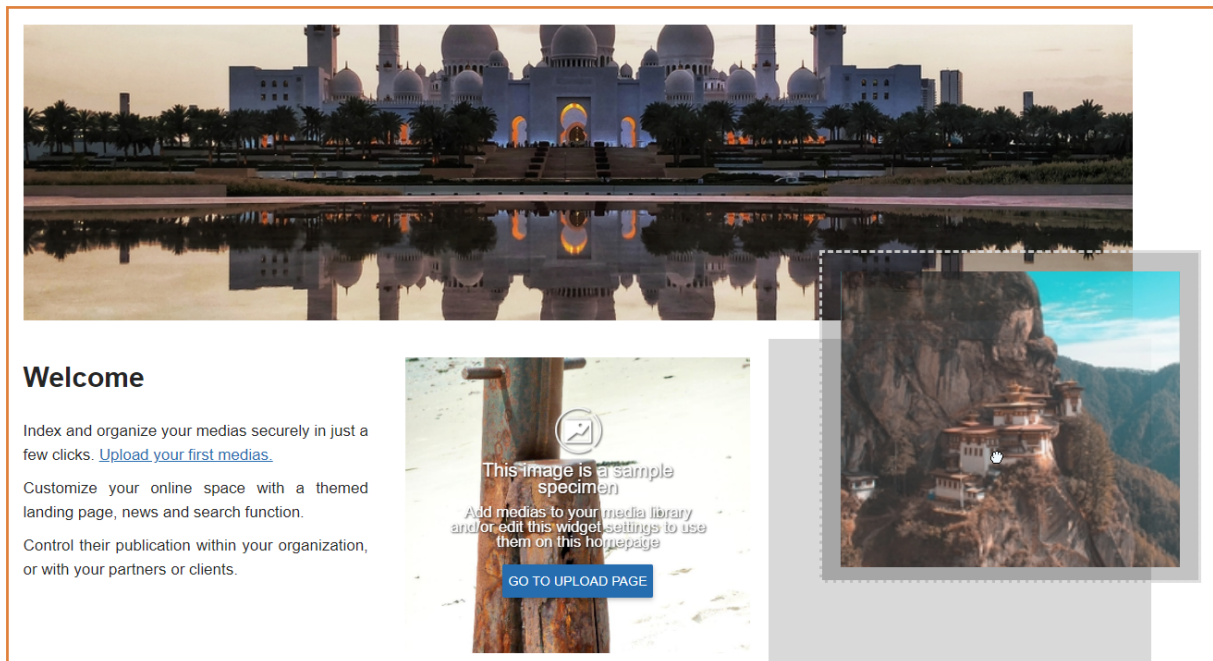 Welcome
Index and organize your medias securely in just a
few clicks. Upload your first medias.
Customize your online space with a themed
landing page, news and search function.
Control their publication within your organization,
or with your partners or clients.
This image is a sample
specimen
Add medias to your media library
and/or edit this widget settings to use
them on this homepage
GO TO UPLOAD PAGE